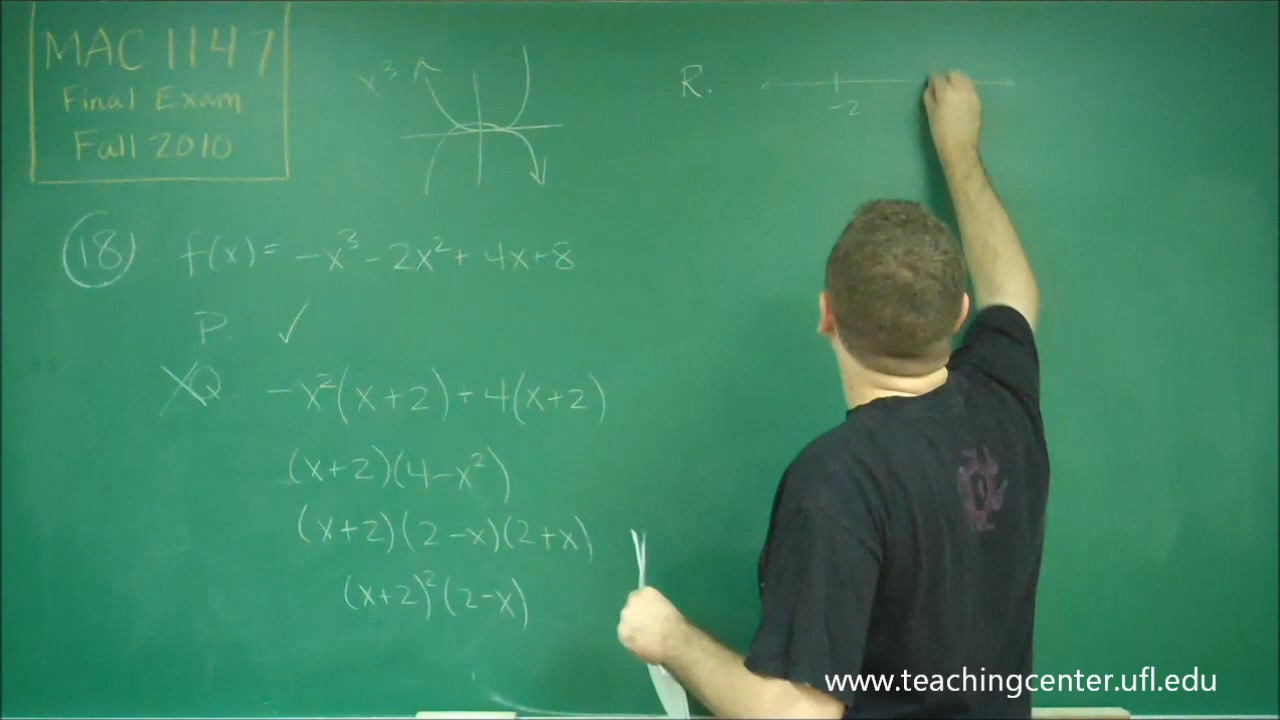 MAC 1147
Final Exam
Fall 2010
x³
(18) f(x) = -x³ - 2x² + 4x + 8
P. ✓
Q. -x²(x+2) + 4(x+2)
(x+2)(4-x²)
(x+2)(2-x)(2+x)
(x+2)²(2-x)
R.
-2
www.teachingcenter.ufl.edu